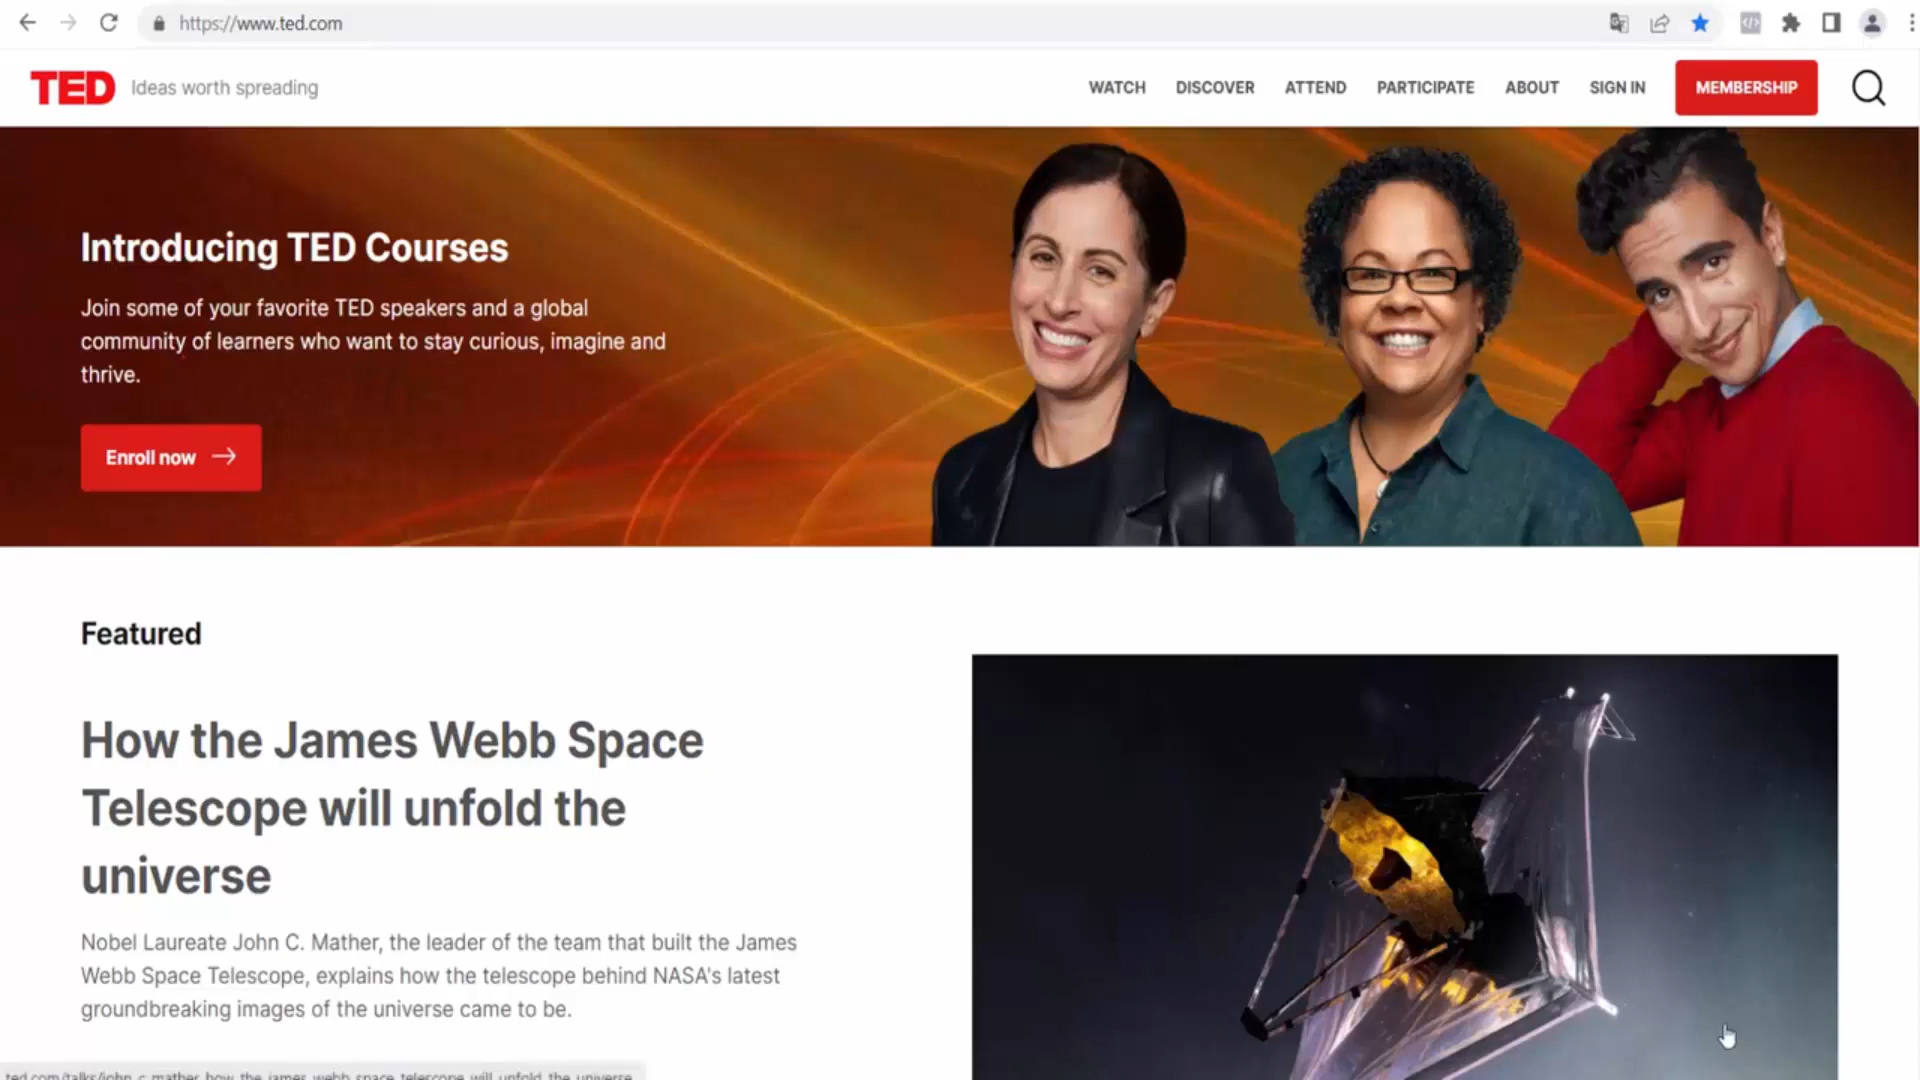 https://www.ted.com
TED Ideas worth spreading
WATCH DISCOVER ATTEND PARTICIPATE ABOUT SIGN IN MEMBERSHIP
Introducing TED Courses
Join some of your favorite TED speakers and a global
community of learners who want to stay curious, imagine and
thrive.
Enroll now
Featured
How the James Webb Space
Telescope will unfold the
universe
Nobel Laureate John C. Mather, the leader of the team that built the James
Webb Space Telescope, explains how the telescope behind NASA's latest
groundbreaking images of the universe came to be.
ted.com/talks/john_c_mather_how_the_james_webb_space_telescope_will_unfold_the_universe